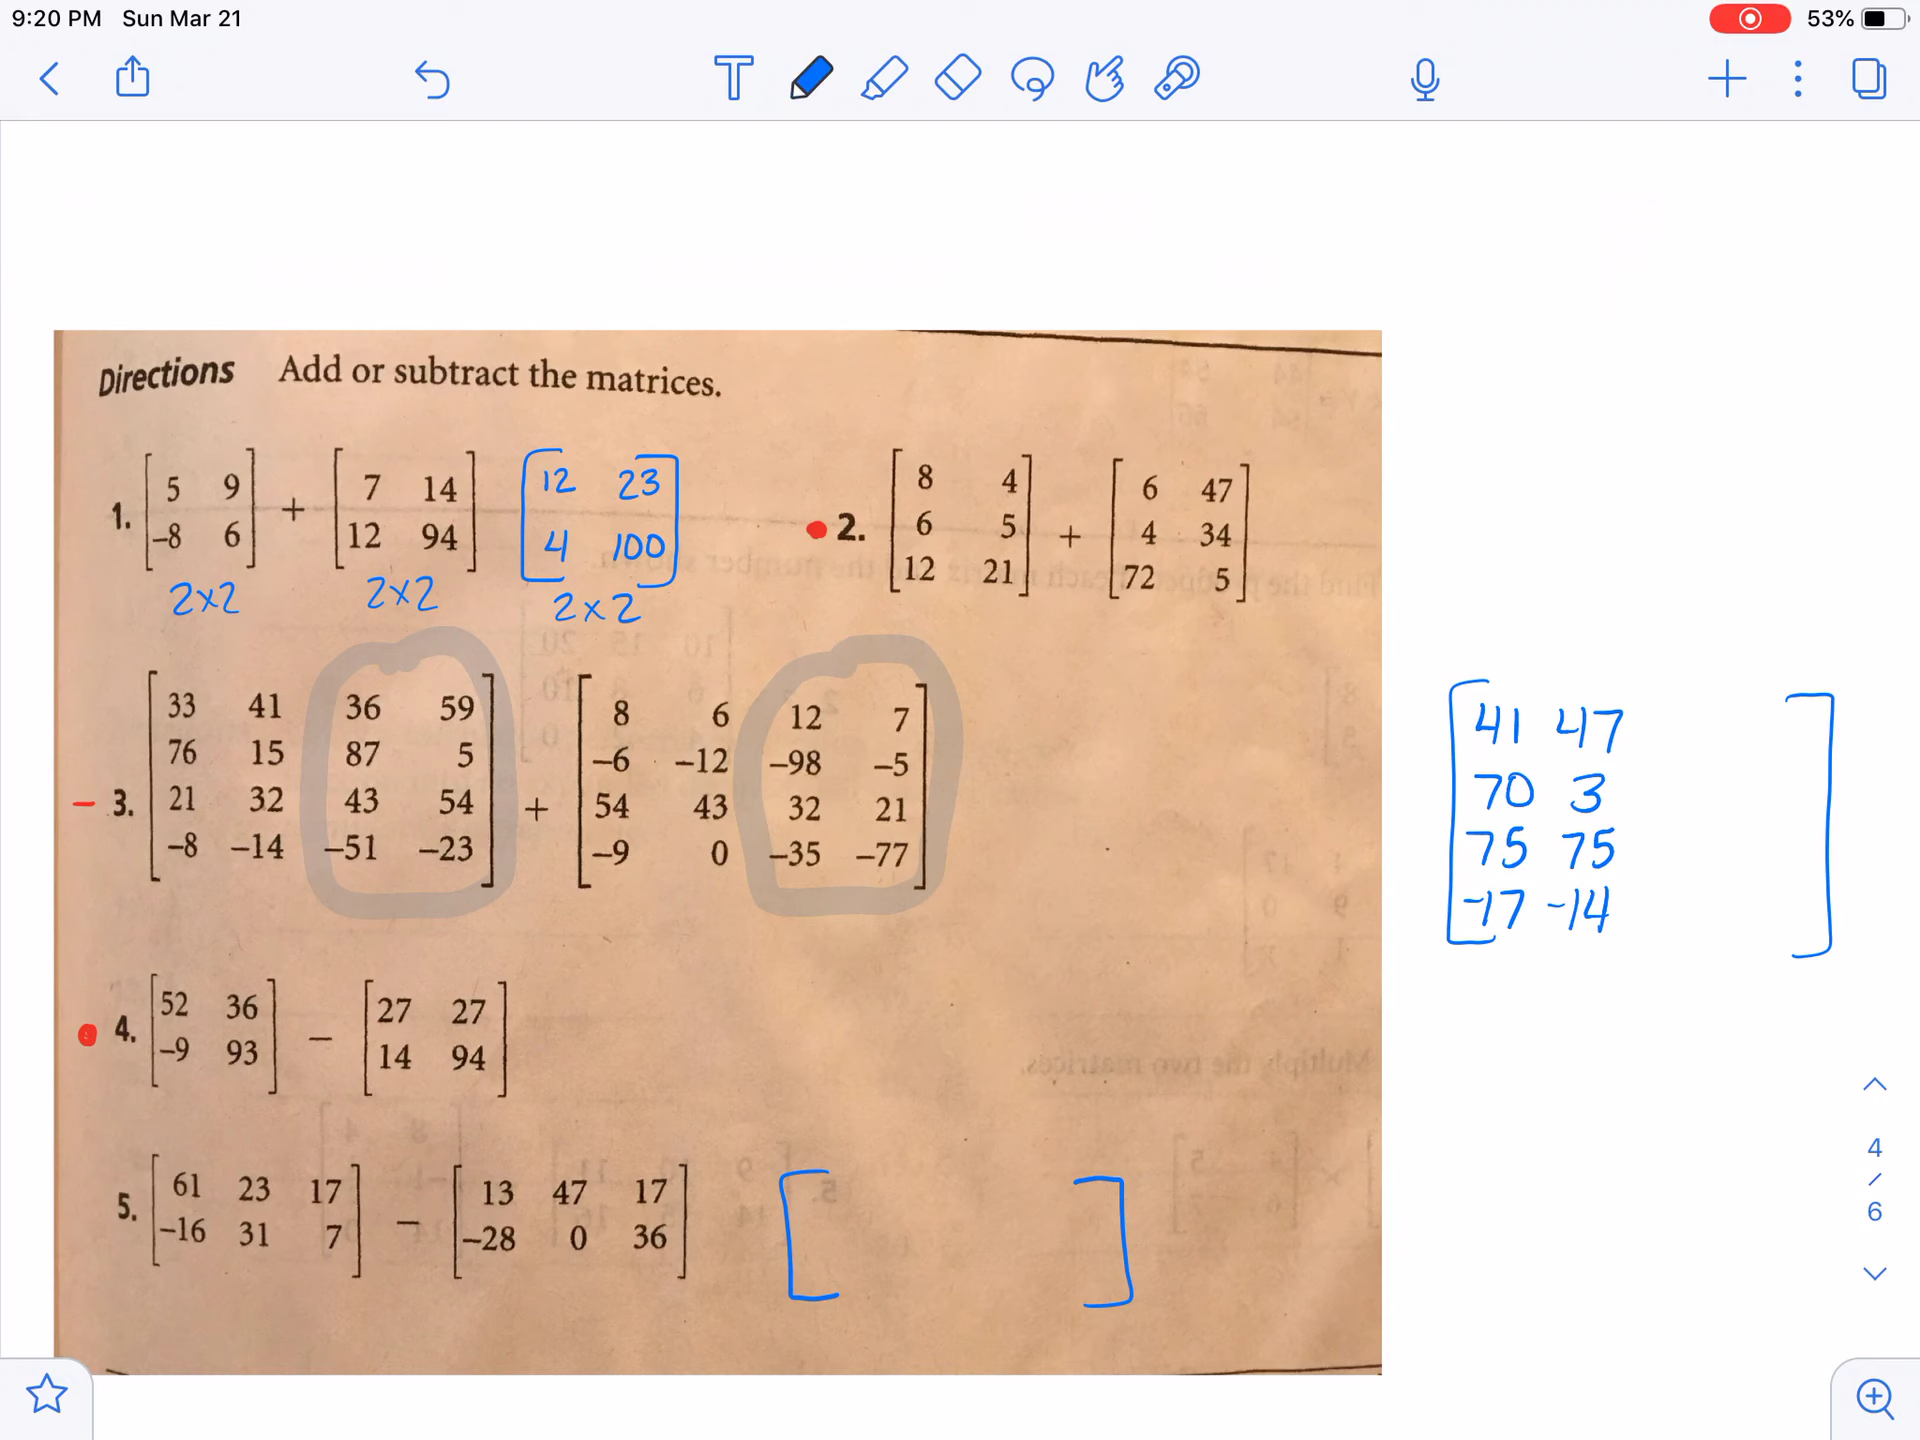 9:20 PM Sun Mar 21
53%
T
Directions Add or subtract the matrices.
1. [5 9 -8 6] + [7 14 12 94] [12 23 4 100]
2x2 2x2 2x2
2. [8 4 6 5 12 21] + [6 47 4 34 72 5]
3. [33 41 36 59 76 15 87 5 21 32 43 54 -8 -14 -51 -23] + [8 6 12 7 -6 -12 -98 -5 54 43 32 21 -9 0 -35 -77]
[41 47
70 3
75 75
-17 -14]
4. [52 36 -9 93] − [27 27 14 94]
5. [61 23 17 -16 31 7] − [13 47 17 -28 0 36] [ ]
4
/
6